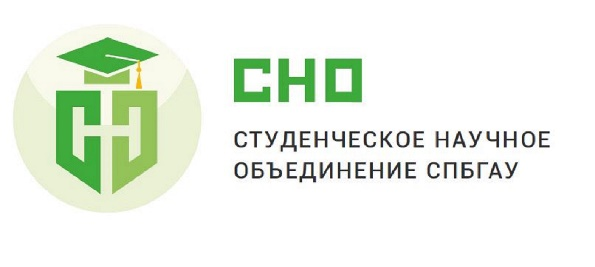 СНО
СТУДЕНЧЕСКОЕ НАУЧНОЕ
ОБЪЕДИНЕНИЕ СПБГАУ